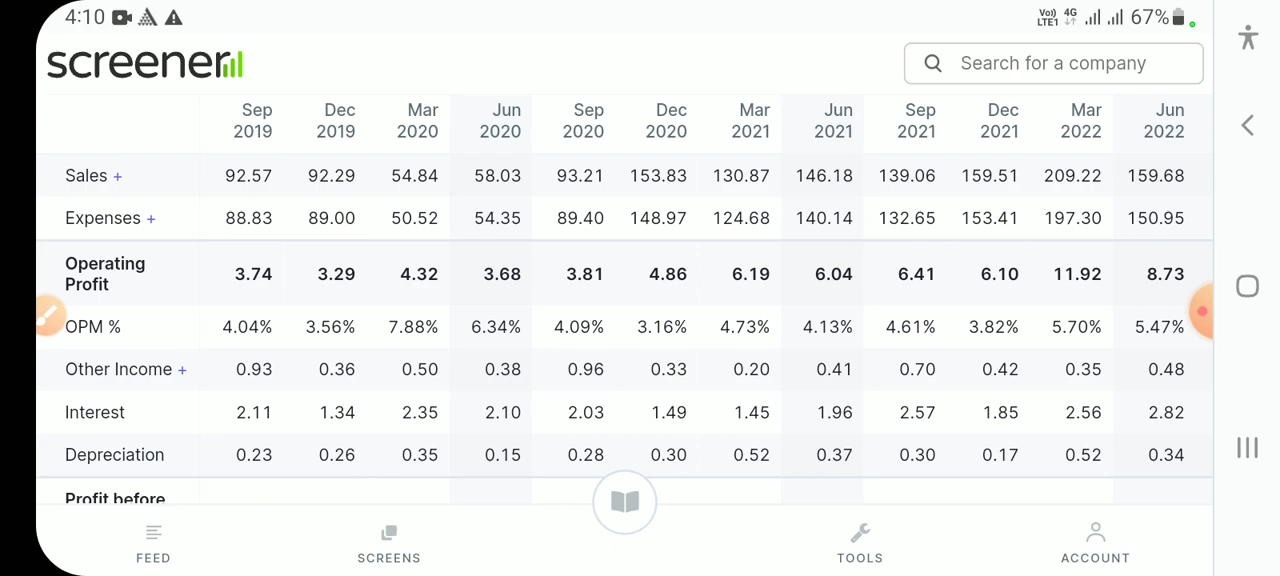 4:10 Vo)) LTE1 4G 67%
screener Search for a company
Sep 2019 Dec 2019 Mar 2020 Jun 2020 Sep 2020 Dec 2020 Mar 2021 Jun 2021 Sep 2021 Dec 2021 Mar 2022 Jun 2022
Sales + 92.57 92.29 54.84 58.03 93.21 153.83 130.87 146.18 139.06 159.51 209.22 159.68
Expenses + 88.83 89.00 50.52 54.35 89.40 148.97 124.68 140.14 132.65 153.41 197.30 150.95
Operating Profit 3.74 3.29 4.32 3.68 3.81 4.86 6.19 6.04 6.41 6.10 11.92 8.73
OPM % 4.04% 3.56% 7.88% 6.34% 4.09% 3.16% 4.73% 4.13% 4.61% 3.82% 5.70% 5.47%
Other Income + 0.93 0.36 0.50 0.38 0.96 0.33 0.20 0.41 0.70 0.42 0.35 0.48
Interest 2.11 1.34 2.35 2.10 2.03 1.49 1.45 1.96 2.57 1.85 2.56 2.82
Depreciation 0.23 0.26 0.35 0.15 0.28 0.30 0.52 0.37 0.30 0.17 0.52 0.34
Profit before
FEED SCREENS TOOLS ACCOUNT